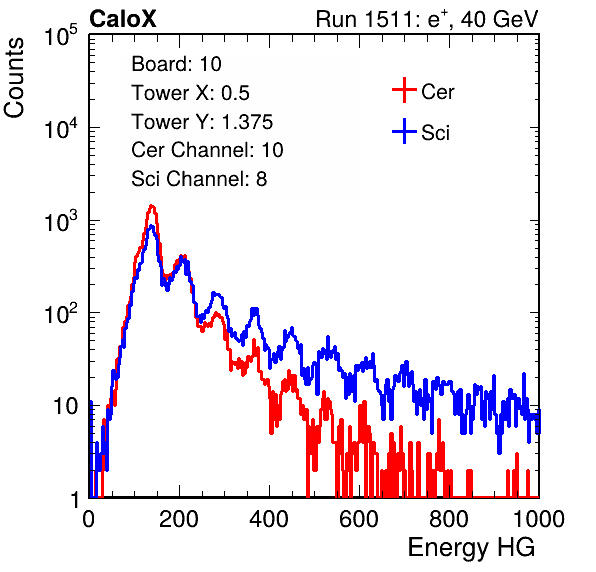 CaloX Run 1511: e⁺, 40 GeV
Counts
Board: 10
Tower X: 0.5
Tower Y: 1.375
Cer Channel: 10
Sci Channel: 8
Cer
Sci
10⁵
10⁴
10³
10²
10
1
0 200 400 600 800 1000
Energy HG